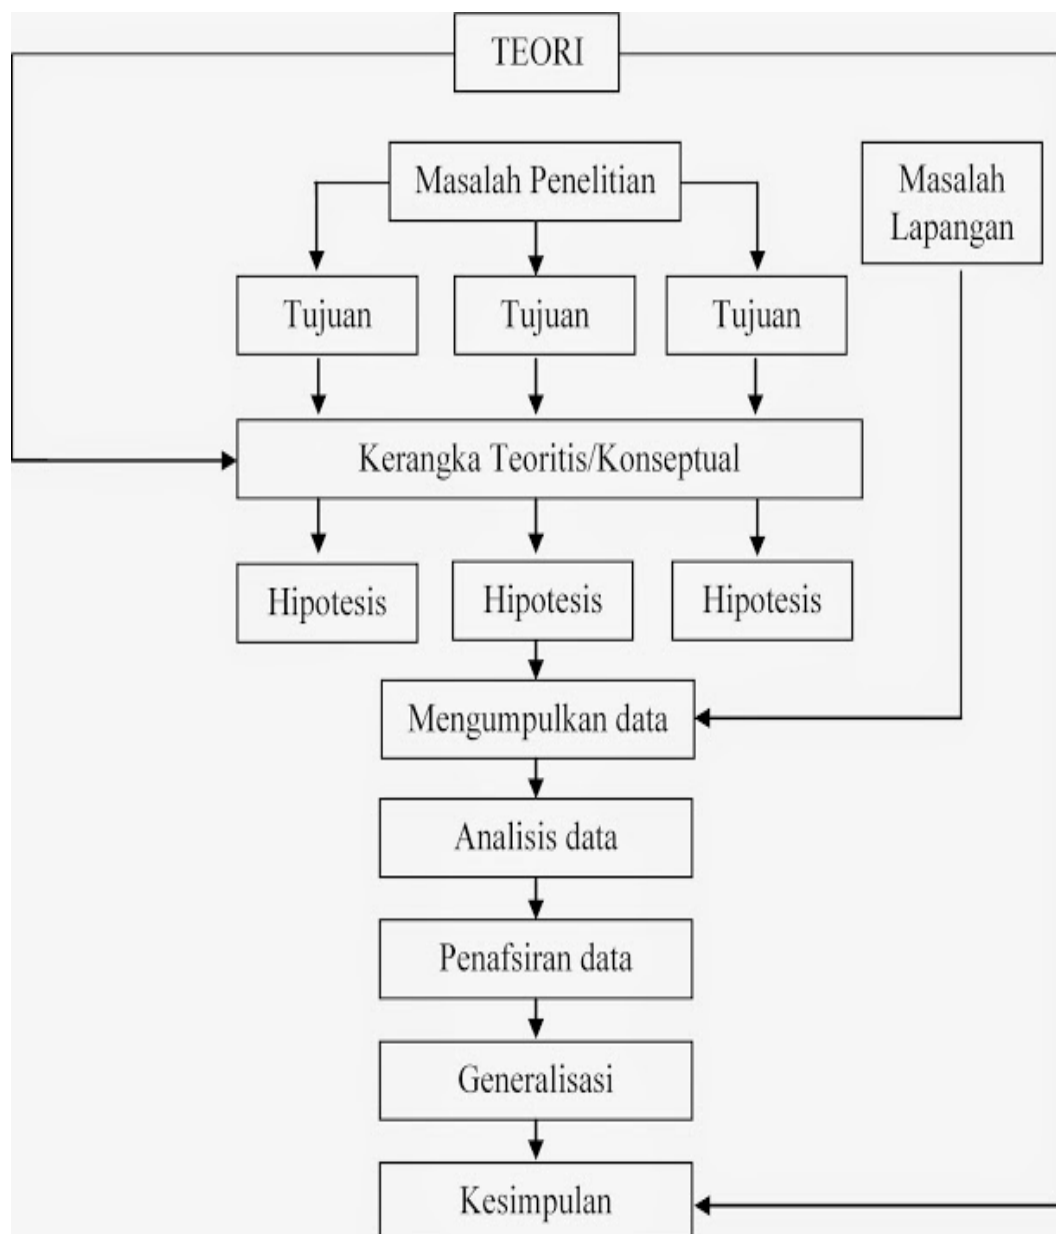 TEORI
Masalah Penelitian
Masalah
Lapangan
Tujuan
Tujuan
Tujuan
Kerangka Teoritis/Konseptual
Hipotesis
Hipotesis
Hipotesis
Mengumpulkan data
Analisis data
Penafsiran data
Generalisasi
Kesimpulan